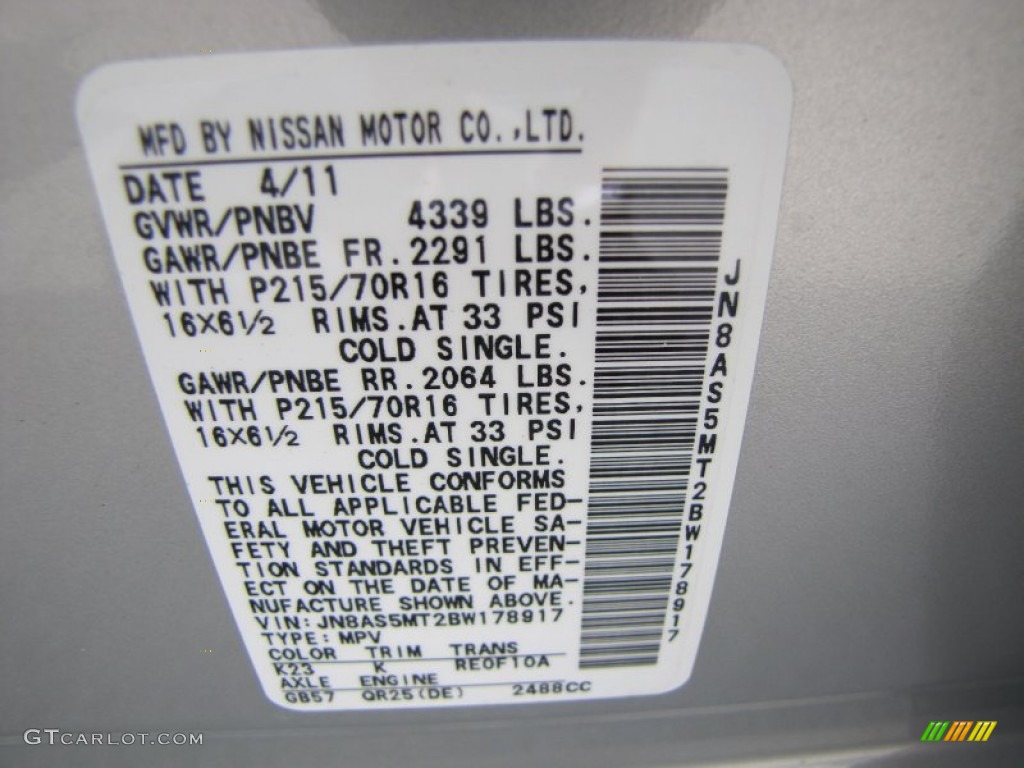 MFD BY NISSAN MOTOR CO.,LTD.
DATE 4/11
GVWR/PNBV 4339 LBS.
GAWR/PNBE FR.2291 LBS.
WITH P215/70R16 TIRES,
16X6½ RIMS.AT 33 PSI
COLD SINGLE.
GAWR/PNBE RR.2064 LBS.
WITH P215/70R16 TIRES,
16X6½ RIMS.AT 33 PSI
COLD SINGLE.
THIS VEHICLE CONFORMS
TO ALL APPLICABLE FED-
ERAL MOTOR VEHICLE SA-
FETY AND THEFT PREVEN-
TION STANDARDS IN EFF-
ECT ON THE DATE OF MA-
NUFACTURE SHOWN ABOVE.
VIN:JN8AS5MT2BW178917
TYPE:MPV
COLOR TRIM TRANS
K23 K RE0F10A
AXLE ENGINE
GB57 QR25(DE) 2488CC
JN8AS5MT2BW178917
GTCARLOT.COM